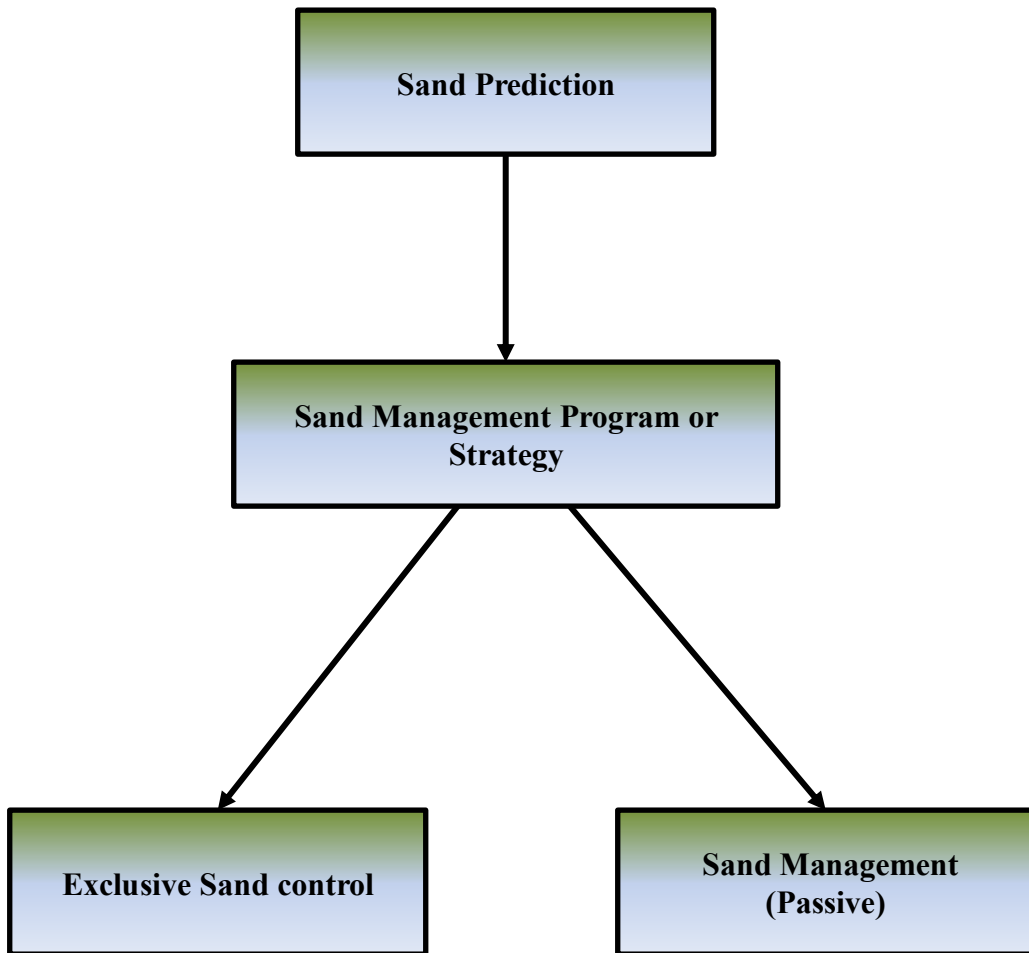 Sand Prediction
Sand Management Program or
Strategy
Exclusive Sand control
Sand Management
(Passive)